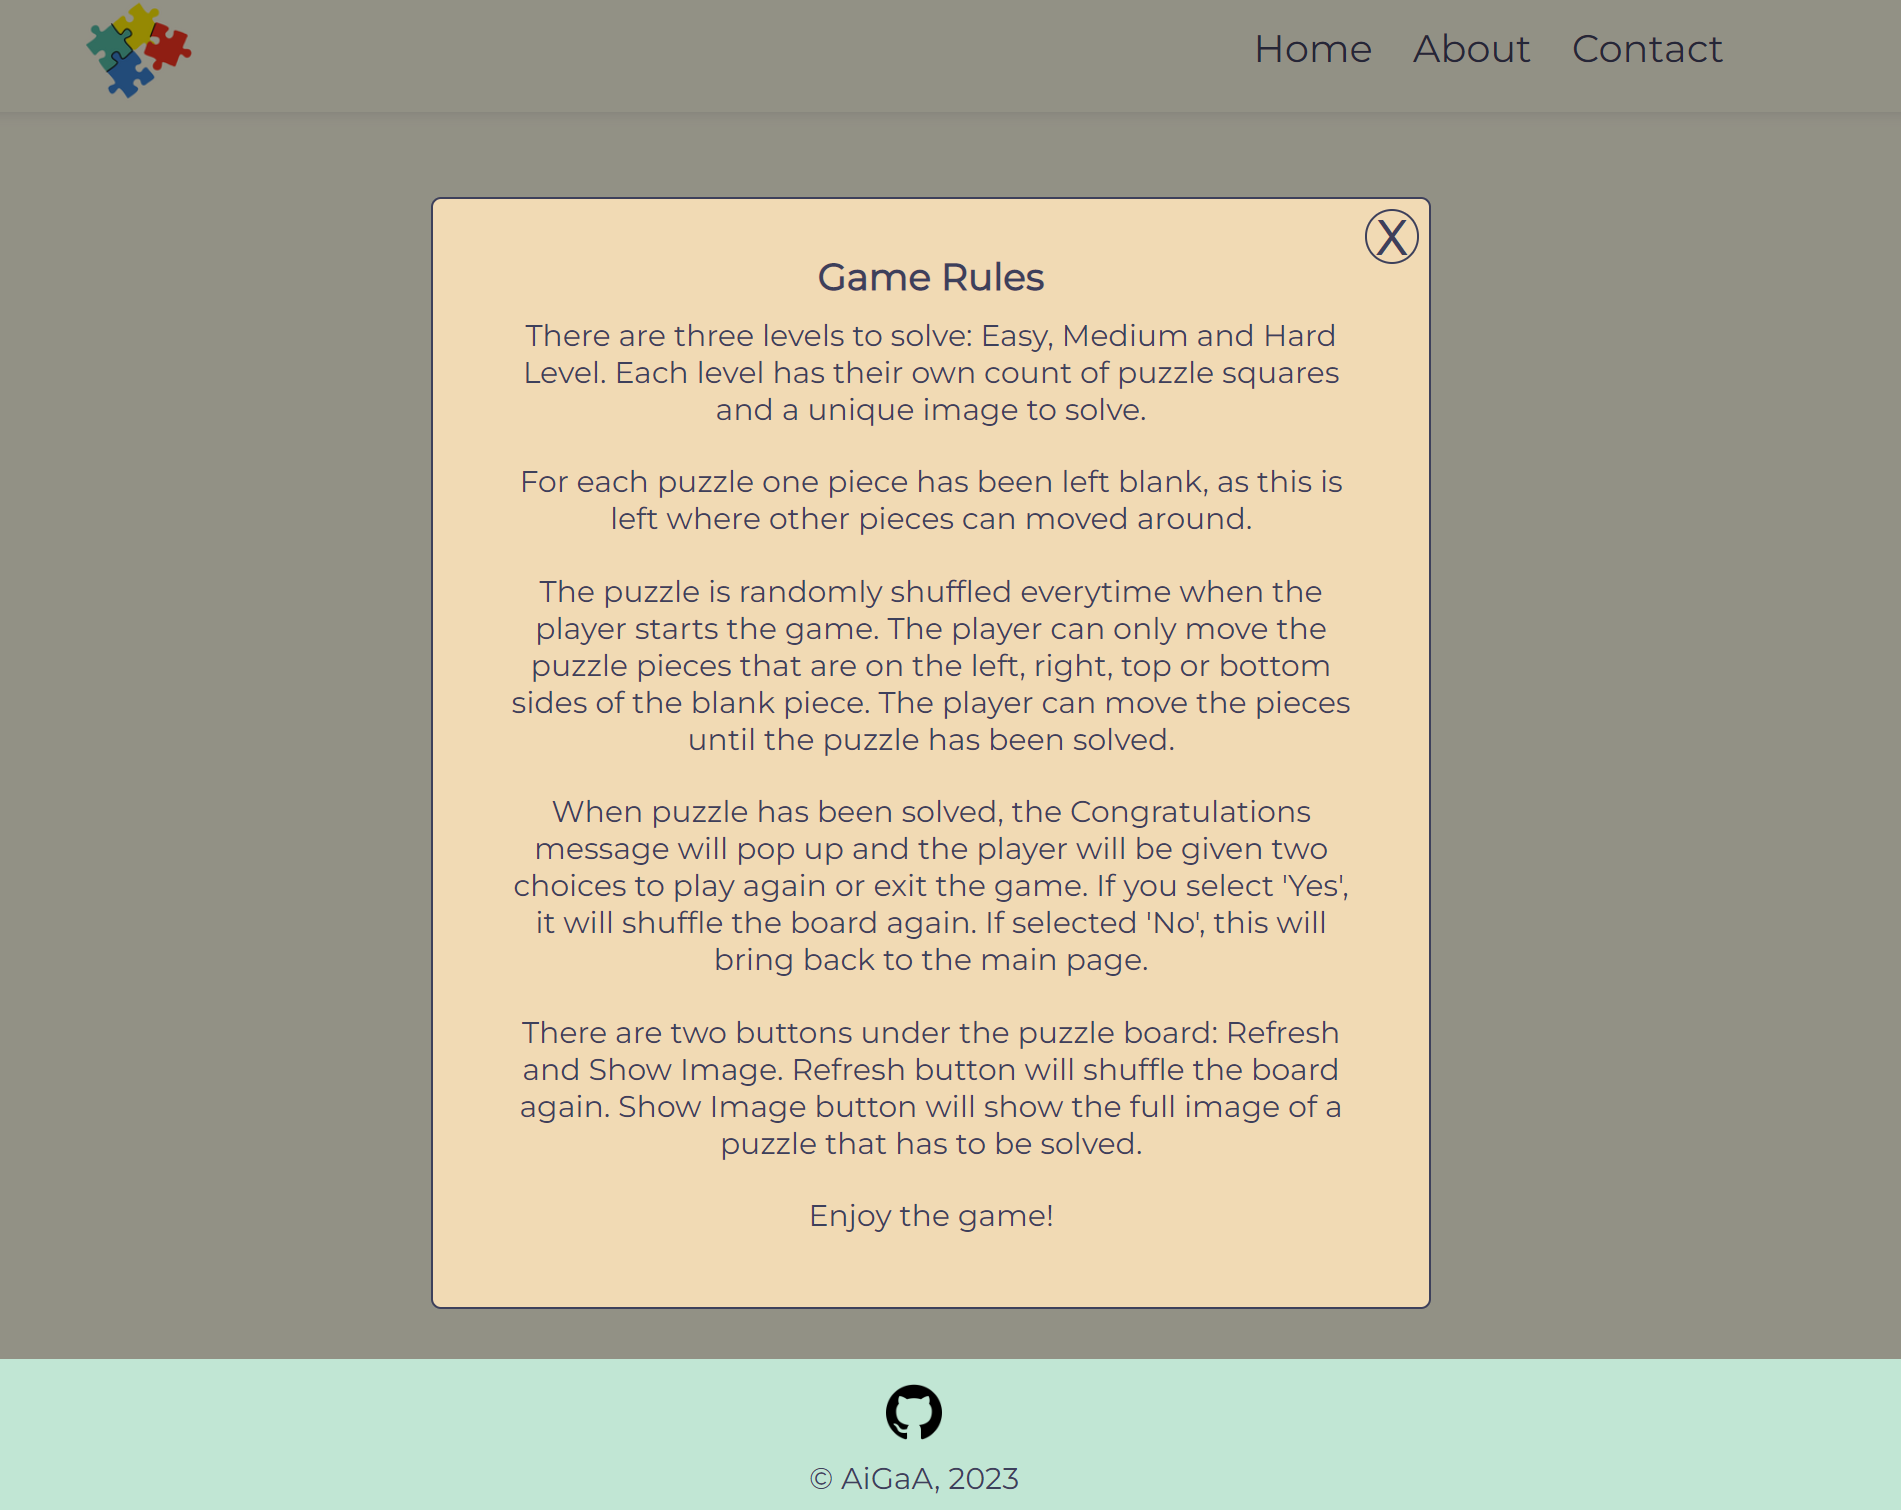 Home About Contact
X
Game Rules
There are three levels to solve: Easy, Medium and Hard
Level. Each level has their own count of puzzle squares
and a unique image to solve.
For each puzzle one piece has been left blank, as this is
left where other pieces can moved around.
The puzzle is randomly shuffled everytime when the
player starts the game. The player can only move the
puzzle pieces that are on the left, right, top or bottom
sides of the blank piece. The player can move the pieces
until the puzzle has been solved.
When puzzle has been solved, the Congratulations
message will pop up and the player will be given two
choices to play again or exit the game. If you select 'Yes',
it will shuffle the board again. If selected 'No', this will
bring back to the main page.
There are two buttons under the puzzle board: Refresh
and Show Image. Refresh button will shuffle the board
again. Show Image button will show the full image of a
puzzle that has to be solved.
Enjoy the game!
© AiGaA, 2023